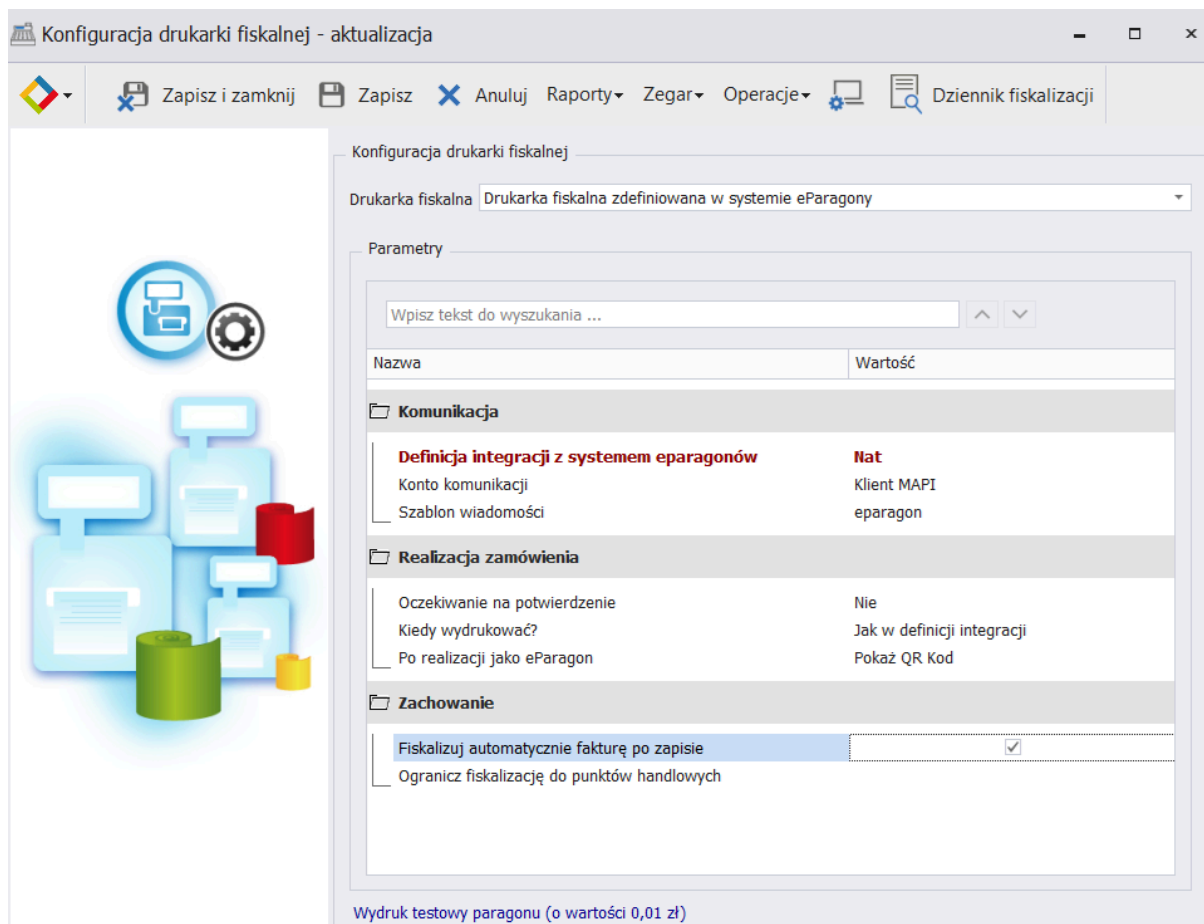 Konfiguracja drukarki fiskalnej - aktualizacja
Zapisz i zamknij Zapisz Anuluj Raporty Zegar Operacje Dziennik fiskalizacji
Konfiguracja drukarki fiskalnej
Drukarka fiskalna Drukarka fiskalna zdefiniowana w systemie eParagony
Parametry
Wpisz tekst do wyszukania ...
Nazwa Wartość
Komunikacja
Definicja integracji z systemem eparagonów Nat
Konto komunikacji Klient MAPI
Szablon wiadomości eparagon
Realizacja zamówienia
Oczekiwanie na potwierdzenie Nie
Kiedy wydrukować? Jak w definicji integracji
Po realizacji jako eParagon Pokaż QR Kod
Zachowanie
Fiskalizuj automatycznie fakturę po zapisie
Ogranicz fiskalizację do punktów handlowych
Wydruk testowy paragonu (o wartości 0,01 zł)